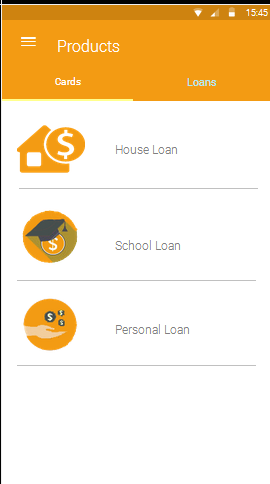 15:45
Products
Cards
Loans
$
House Loan
$
School Loan
$
$
$
Personal Loan